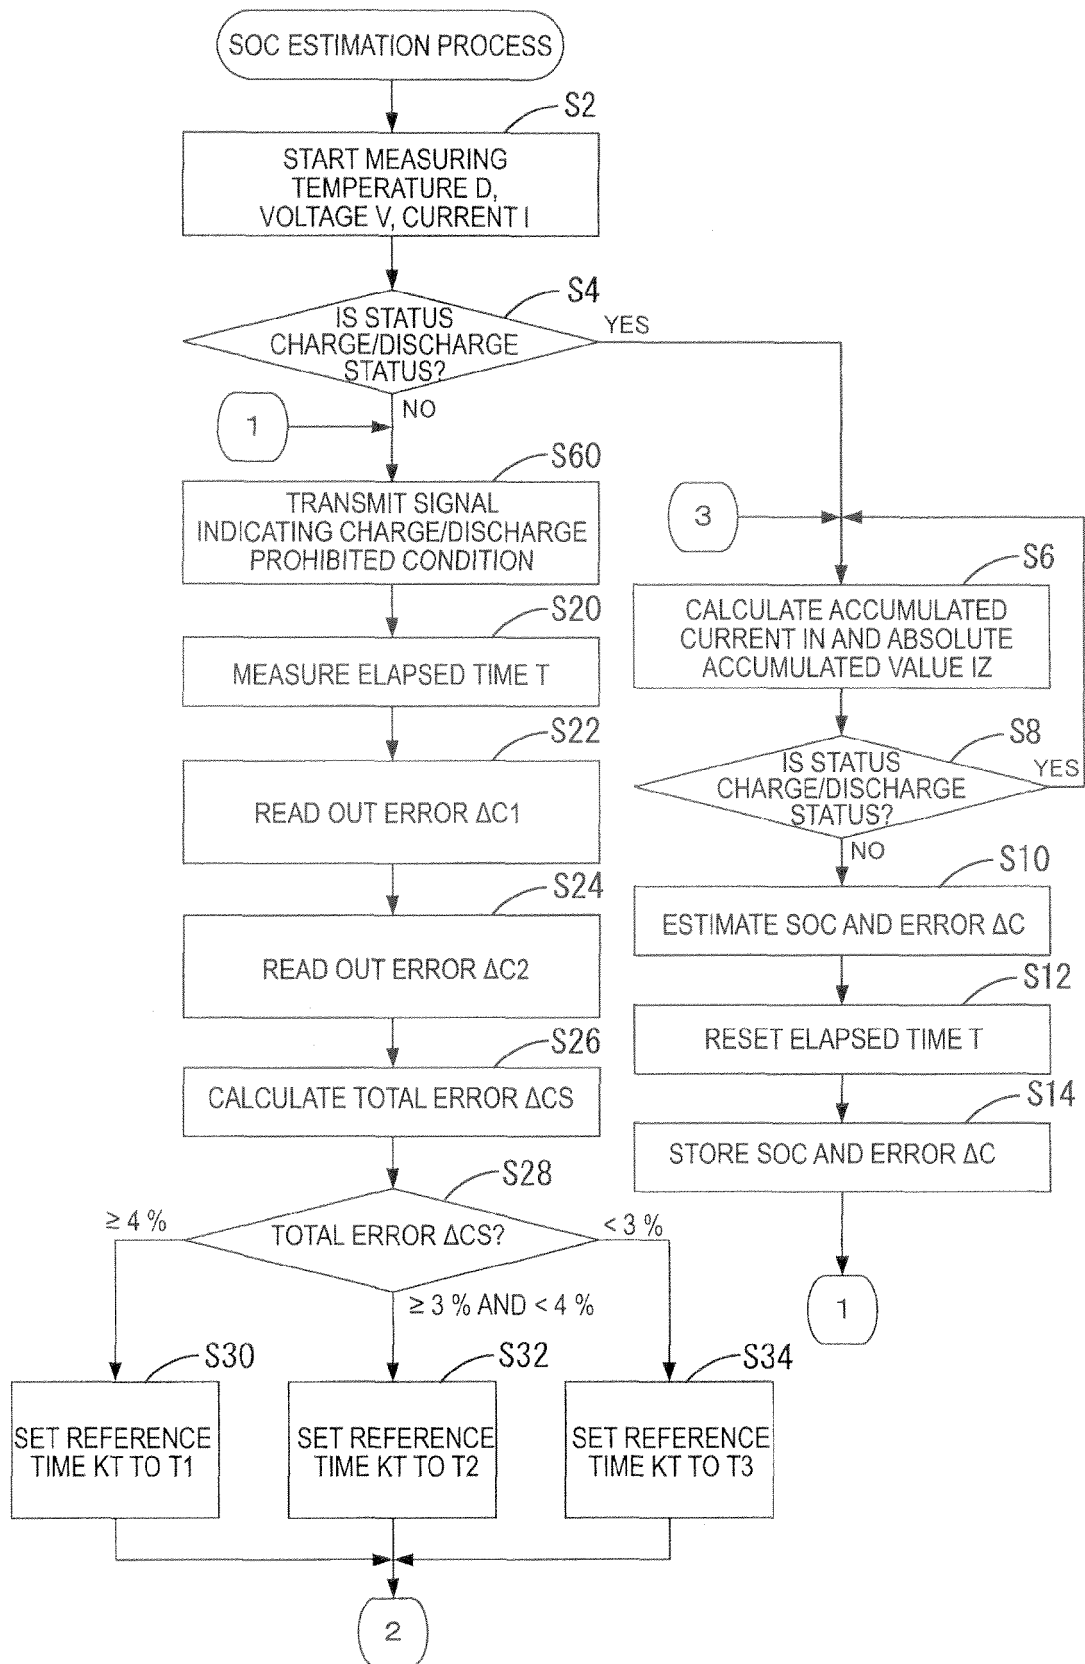 SOC ESTIMATION PROCESS
S2
START MEASURING
TEMPERATURE D,
VOLTAGE V, CURRENT I
S4
IS STATUS
CHARGE/DISCHARGE
STATUS?
YES
NO
1
S60
TRANSMIT SIGNAL
INDICATING CHARGE/DISCHARGE
PROHIBITED CONDITION
S20
MEASURE ELAPSED TIME T
S22
READ OUT ERROR ΔC1
S24
READ OUT ERROR ΔC2
S26
CALCULATE TOTAL ERROR ΔCS
S28
TOTAL ERROR ΔCS?
≥ 4 %
≥ 3 % AND < 4 %
< 3 %
S30
SET REFERENCE
TIME KT TO T1
S32
SET REFERENCE
TIME KT TO T2
S34
SET REFERENCE
TIME KT TO T3
2
3
S6
CALCULATE ACCUMULATED
CURRENT IN AND ABSOLUTE
ACCUMULATED VALUE IZ
S8
IS STATUS
CHARGE/DISCHARGE
STATUS?
YES
NO
S10
ESTIMATE SOC AND ERROR ΔC
S12
RESET ELAPSED TIME T
S14
STORE SOC AND ERROR ΔC
1